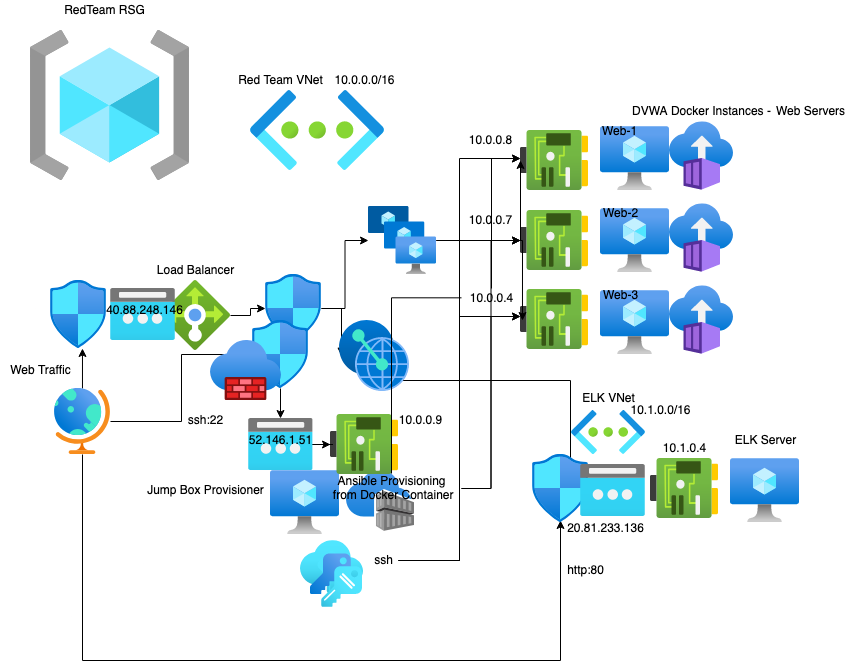 RedTeam RSG
Red Team VNet 10.0.0.0/16
DVWA Docker Instances - Web Servers
10.0.0.8
Web-1
10.0.0.7
Web-2
10.0.0.4
Web-3
Load Balancer
40.88.248.146
Web Traffic
ssh:22
52.146.1.51
10.0.0.9
Jump Box Provisioner
Ansible Provisioning
from Docker Container
ssh
ELK VNet
10.1.0.0/16
10.1.0.4
ELK Server
20.81.233.136
http:80